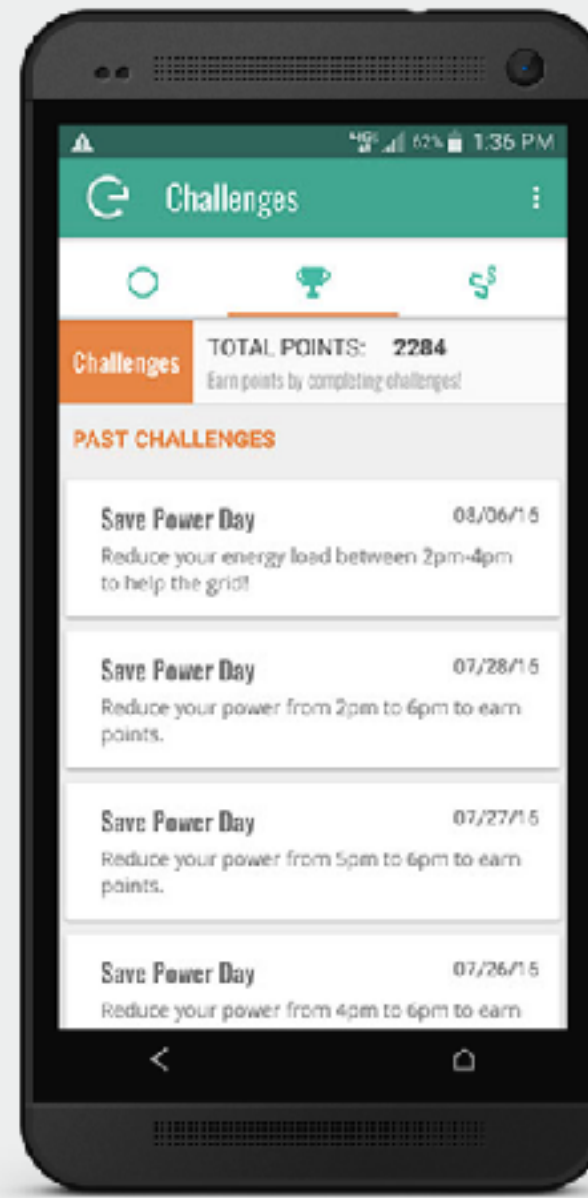 62% 1:36 PM
Challenges
Challenges
TOTAL POINTS: 2284
Earn points by completing challenges!
PAST CHALLENGES
Save Power Day
08/06/15
Reduce your energy load between 2pm-4pm
to help the grid!
Save Power Day
07/28/15
Reduce your power from 2pm to 6pm to earn
points.
Save Power Day
07/27/15
Reduce your power from 5pm to 6pm to earn
points.
Save Power Day
07/26/15
Reduce your power from 4pm to 6pm to earn